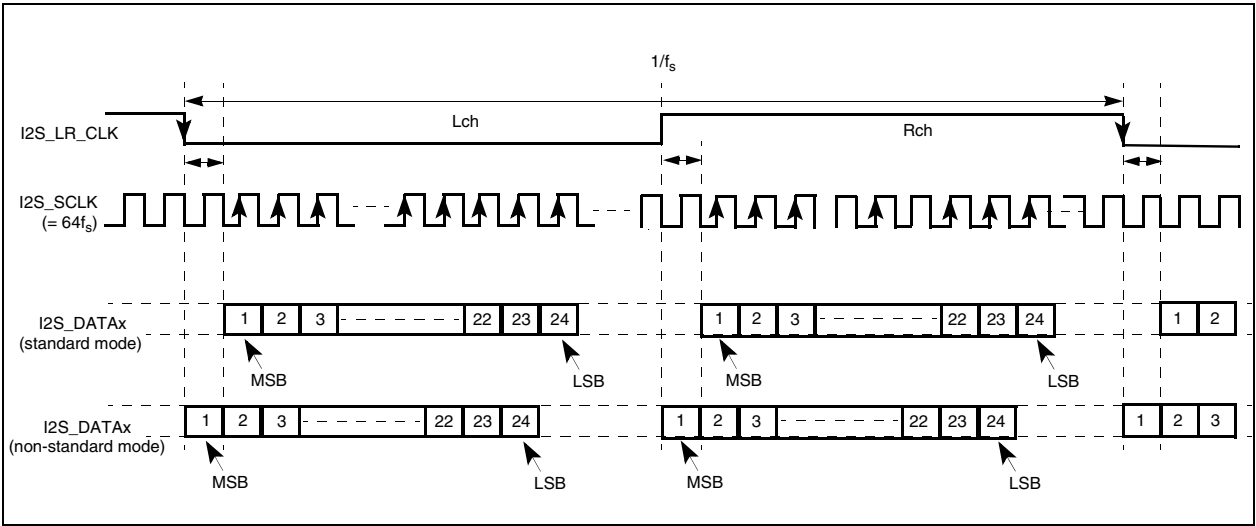 1/fs
I2S_LR_CLK
Lch
Rch
I2S_SCLK
(= 64fs)
I2S_DATAx
(standard mode)
1 2 3 22 23 24 1 2 3 22 23 24 1 2
MSB LSB MSB LSB
I2S_DATAx
(non-standard mode)
1 2 3 22 23 24 1 2 3 22 23 24 1 2 3
MSB LSB MSB LSB